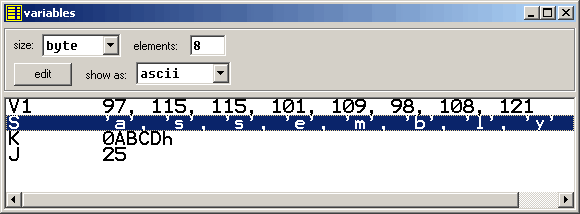 variables
size: byte elements: 8
edit show as: ascii
V1 97, 115, 115, 101, 109, 98, 108, 121
S 'a', 's', 's', 'e', 'm', 'b', 'l', 'y'
K 0ABCDh
J 25